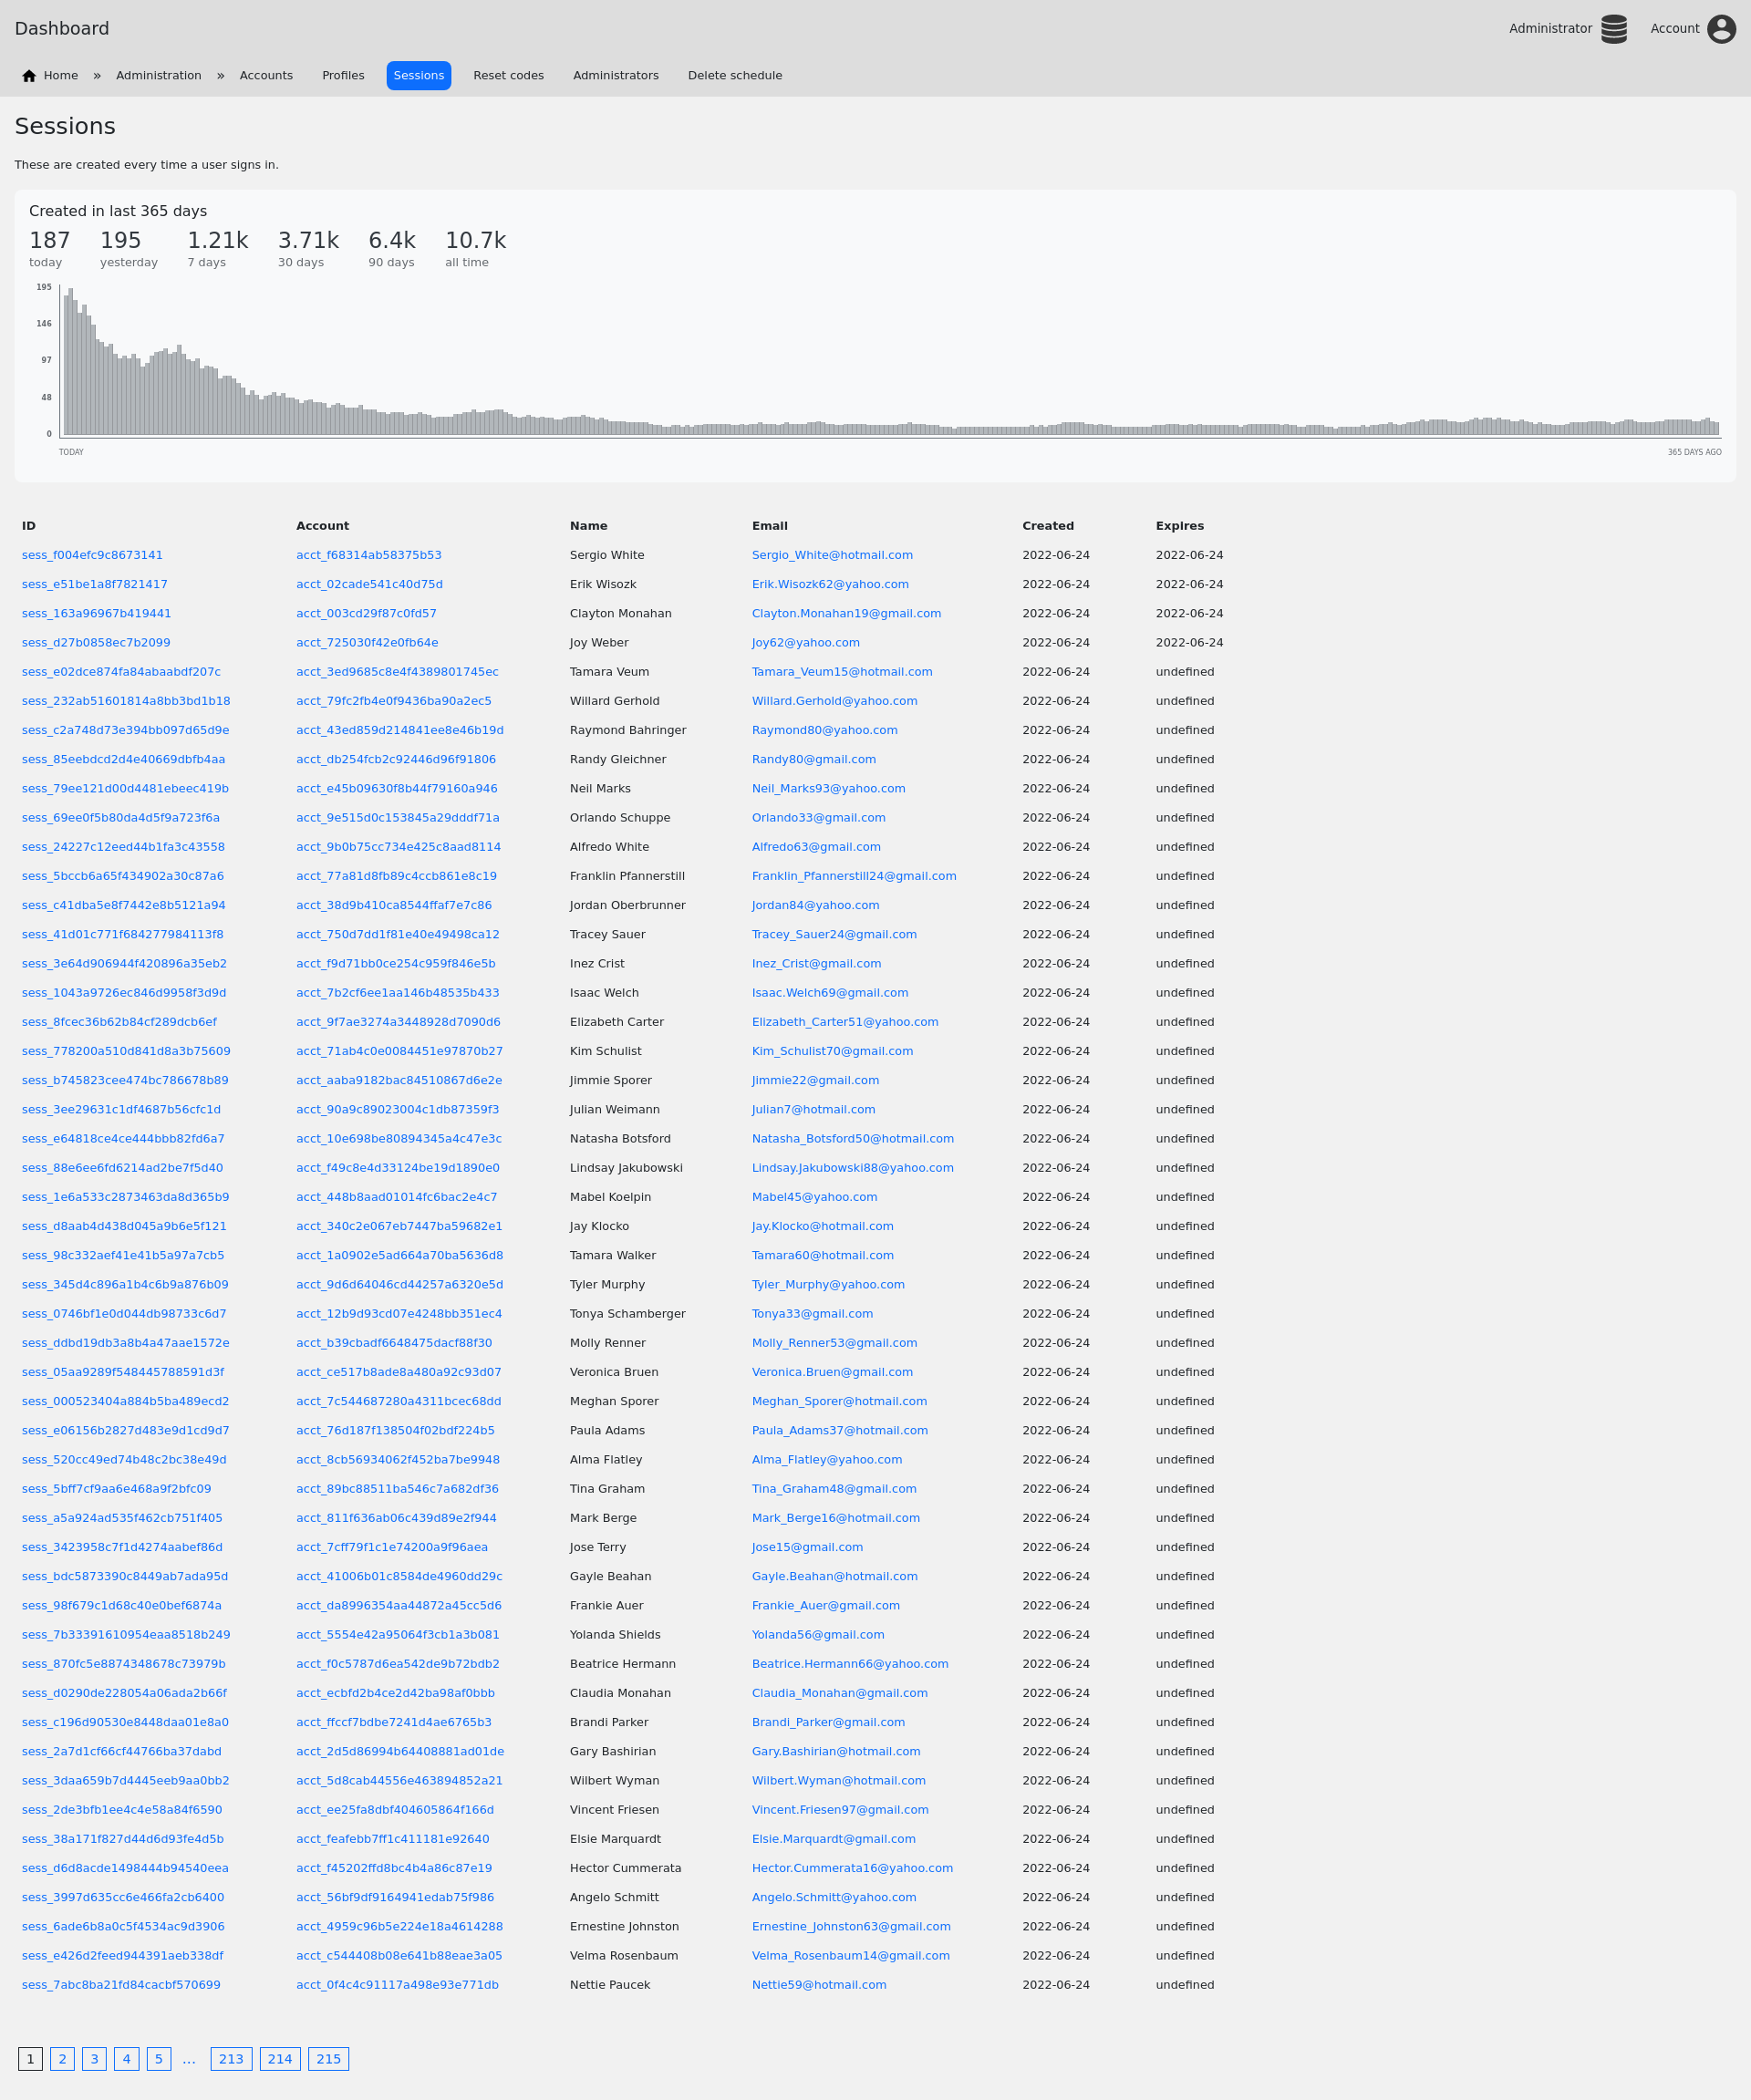 Dashboard Administrator Account
Home » Administration » Accounts Profiles Sessions Reset codes Administrators Delete schedule
Sessions
These are created every time a user signs in.
Created in last 365 days
187 195 1.21k 3.71k 6.4k 10.7k
today yesterday 7 days 30 days 90 days all time
195
146
97
48
0
TODAY 365 DAYS AGO
ID Account Name Email Created Expires
sess_f004efc9c8673141 acct_f68314ab58375b53 Sergio White Sergio_White@hotmail.com 2022-06-24 2022-06-24
sess_e51be1a8f7821417 acct_02cade541c40d75d Erik Wisozk Erik.Wisozk62@yahoo.com 2022-06-24 2022-06-24
sess_163a96967b419441 acct_003cd29f87c0fd57 Clayton Monahan Clayton.Monahan19@gmail.com 2022-06-24 2022-06-24
sess_d27b0858ec7b2099 acct_725030f42e0fb64e Joy Weber Joy62@yahoo.com 2022-06-24 2022-06-24
sess_e02dce874fa84abaabdf207c acct_3ed9685c8e4f4389801745ec Tamara Veum Tamara_Veum15@hotmail.com 2022-06-24 undefined
sess_232ab51601814a8bb3bd1b18 acct_79fc2fb4e0f9436ba90a2ec5 Willard Gerhold Willard.Gerhold@yahoo.com 2022-06-24 undefined
sess_c2a748d73e394bb097d65d9e acct_43ed859d214841ee8e46b19d Raymond Bahringer Raymond80@yahoo.com 2022-06-24 undefined
sess_85eebdcd2d4e40669dbfb4aa acct_db254fcb2c92446d96f91806 Randy Gleichner Randy80@gmail.com 2022-06-24 undefined
sess_79ee121d00d4481ebeec419b acct_e45b09630f8b44f79160a946 Neil Marks Neil_Marks93@yahoo.com 2022-06-24 undefined
sess_69ee0f5b80da4d5f9a723f6a acct_9e515d0c153845a29dddf71a Orlando Schuppe Orlando33@gmail.com 2022-06-24 undefined
sess_24227c12eed44b1fa3c43558 acct_9b0b75cc734e425c8aad8114 Alfredo White Alfredo63@gmail.com 2022-06-24 undefined
sess_5bccb6a65f434902a30c87a6 acct_77a81d8fb89c4ccb861e8c19 Franklin Pfannerstill Franklin_Pfannerstill24@gmail.com 2022-06-24 undefined
sess_c41dba5e8f7442e8b5121a94 acct_38d9b410ca8544ffaf7e7c86 Jordan Oberbrunner Jordan84@yahoo.com 2022-06-24 undefined
sess_41d01c771f684277984113f8 acct_750d7dd1f81e40e49498ca12 Tracey Sauer Tracey_Sauer24@gmail.com 2022-06-24 undefined
sess_3e64d906944f420896a35eb2 acct_f9d71bb0ce254c959f846e5b Inez Crist Inez_Crist@gmail.com 2022-06-24 undefined
sess_1043a9726ec846d9958f3d9d acct_7b2cf6ee1aa146b48535b433 Isaac Welch Isaac.Welch69@gmail.com 2022-06-24 undefined
sess_8fcec36b62b84cf289dcb6ef acct_9f7ae3274a3448928d7090d6 Elizabeth Carter Elizabeth_Carter51@yahoo.com 2022-06-24 undefined
sess_778200a510d841d8a3b75609 acct_71ab4c0e0084451e97870b27 Kim Schulist Kim_Schulist70@gmail.com 2022-06-24 undefined
sess_b745823cee474bc786678b89 acct_aaba9182bac84510867d6e2e Jimmie Sporer Jimmie22@gmail.com 2022-06-24 undefined
sess_3ee29631c1df4687b56cfc1d acct_90a9c89023004c1db87359f3 Julian Weimann Julian7@hotmail.com 2022-06-24 undefined
sess_e64818ce4ce444bbb82fd6a7 acct_10e698be80894345a4c47e3c Natasha Botsford Natasha_Botsford50@hotmail.com 2022-06-24 undefined
sess_88e6ee6fd6214ad2be7f5d40 acct_f49c8e4d33124be19d1890e0 Lindsay Jakubowski Lindsay.Jakubowski88@yahoo.com 2022-06-24 undefined
sess_1e6a533c2873463da8d365b9 acct_448b8aad01014fc6bac2e4c7 Mabel Koelpin Mabel45@yahoo.com 2022-06-24 undefined
sess_d8aab4d438d045a9b6e5f121 acct_340c2e067eb7447ba59682e1 Jay Klocko Jay.Klocko@hotmail.com 2022-06-24 undefined
sess_98c332aef41e41b5a97a7cb5 acct_1a0902e5ad664a70ba5636d8 Tamara Walker Tamara60@hotmail.com 2022-06-24 undefined
sess_345d4c896a1b4c6b9a876b09 acct_9d6d64046cd44257a6320e5d Tyler Murphy Tyler_Murphy@yahoo.com 2022-06-24 undefined
sess_0746bf1e0d044db98733c6d7 acct_12b9d93cd07e4248bb351ec4 Tonya Schamberger Tonya33@gmail.com 2022-06-24 undefined
sess_ddbd19db3a8b4a47aae1572e acct_b39cbadf6648475dacf88f30 Molly Renner Molly_Renner53@gmail.com 2022-06-24 undefined
sess_05aa9289f548445788591d3f acct_ce517b8ade8a480a92c93d07 Veronica Bruen Veronica.Bruen@gmail.com 2022-06-24 undefined
sess_000523404a884b5ba489ecd2 acct_7c544687280a4311bcec68dd Meghan Sporer Meghan_Sporer@hotmail.com 2022-06-24 undefined
sess_e06156b2827d483e9d1cd9d7 acct_76d187f138504f02bdf224b5 Paula Adams Paula_Adams37@hotmail.com 2022-06-24 undefined
sess_520cc49ed74b48c2bc38e49d acct_8cb56934062f452ba7be9948 Alma Flatley Alma_Flatley@yahoo.com 2022-06-24 undefined
sess_5bff7cf9aa6e468a9f2bfc09 acct_89bc88511ba546c7a682df36 Tina Graham Tina_Graham48@gmail.com 2022-06-24 undefined
sess_a5a924ad535f462cb751f405 acct_811f636ab06c439d89e2f944 Mark Berge Mark_Berge16@hotmail.com 2022-06-24 undefined
sess_3423958c7f1d4274aabef86d acct_7cff79f1c1e74200a9f96aea Jose Terry Jose15@gmail.com 2022-06-24 undefined
sess_bdc5873390c8449ab7ada95d acct_41006b01c8584de4960dd29c Gayle Beahan Gayle.Beahan@hotmail.com 2022-06-24 undefined
sess_98f679c1d68c40e0bef6874a acct_da8996354aa44872a45cc5d6 Frankie Auer Frankie_Auer@gmail.com 2022-06-24 undefined
sess_7b33391610954eaa8518b249 acct_5554e42a95064f3cb1a3b081 Yolanda Shields Yolanda56@gmail.com 2022-06-24 undefined
sess_870fc5e8874348678c73979b acct_f0c5787d6ea542de9b72bdb2 Beatrice Hermann Beatrice.Hermann66@yahoo.com 2022-06-24 undefined
sess_d0290de228054a06ada2b66f acct_ecbfd2b4ce2d42ba98af0bbb Claudia Monahan Claudia_Monahan@gmail.com 2022-06-24 undefined
sess_c196d90530e8448daa01e8a0 acct_ffccf7bdbe7241d4ae6765b3 Brandi Parker Brandi_Parker@gmail.com 2022-06-24 undefined
sess_2a7d1cf66cf44766ba37dabd acct_2d5d86994b64408881ad01de Gary Bashirian Gary.Bashirian@hotmail.com 2022-06-24 undefined
sess_3daa659b7d4445eeb9aa0bb2 acct_5d8cab44556e463894852a21 Wilbert Wyman Wilbert.Wyman@hotmail.com 2022-06-24 undefined
sess_2de3bfb1ee4c4e58a84f6590 acct_ee25fa8dbf404605864f166d Vincent Friesen Vincent.Friesen97@gmail.com 2022-06-24 undefined
sess_38a171f827d44d6d93fe4d5b acct_feafebb7ff1c411181e92640 Elsie Marquardt Elsie.Marquardt@gmail.com 2022-06-24 undefined
sess_d6d8acde1498444b94540eea acct_f45202ffd8bc4b4a86c87e19 Hector Cummerata Hector.Cummerata16@yahoo.com 2022-06-24 undefined
sess_3997d635cc6e466fa2cb6400 acct_56bf9df9164941edab75f986 Angelo Schmitt Angelo.Schmitt@yahoo.com 2022-06-24 undefined
sess_6ade6b8a0c5f4534ac9d3906 acct_4959c96b5e224e18a4614288 Ernestine Johnston Ernestine_Johnston63@gmail.com 2022-06-24 undefined
sess_e426d2feed944391aeb338df acct_c544408b08e641b88eae3a05 Velma Rosenbaum Velma_Rosenbaum14@gmail.com 2022-06-24 undefined
sess_7abc8ba21fd84cacbf570699 acct_0f4c4c91117a498e93e771db Nettie Paucek Nettie59@hotmail.com 2022-06-24 undefined
1 2 3 4 5 … 213 214 215